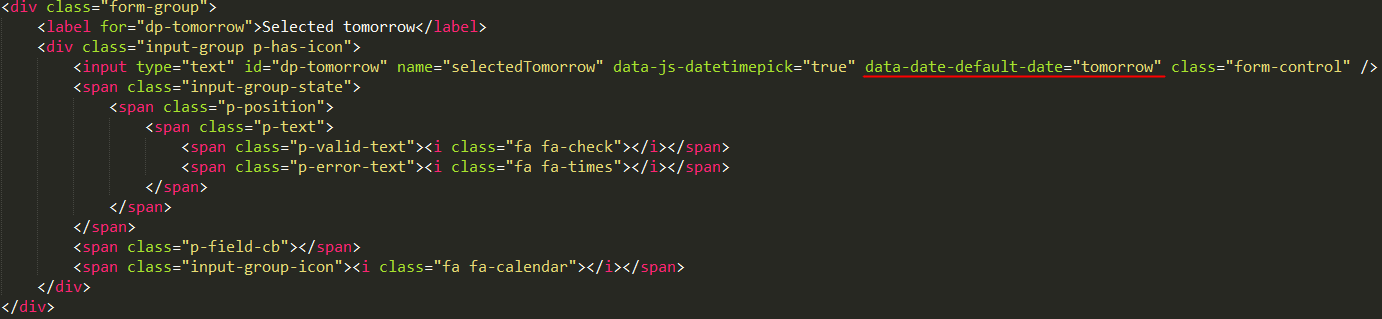 <div class="form-group">
    <label for="dp-tomorrow">Selected tomorrow</label>
    <div class="input-group p-has-icon">
        <input type="text" id="dp-tomorrow" name="selectedTomorrow" data-js-datetimepick="true" data-date-default-date="tomorrow" class="form-control" />
        <span class="input-group-state">
            <span class="p-position">
                <span class="p-text">
                    <span class="p-valid-text"><i class="fa fa-check"></i></span>
                    <span class="p-error-text"><i class="fa fa-times"></i></span>
                </span>
            </span>
        </span>
        <span class="p-field-cb"></span>
        <span class="input-group-icon"><i class="fa fa-calendar"></i></span>
    </div>
</div>